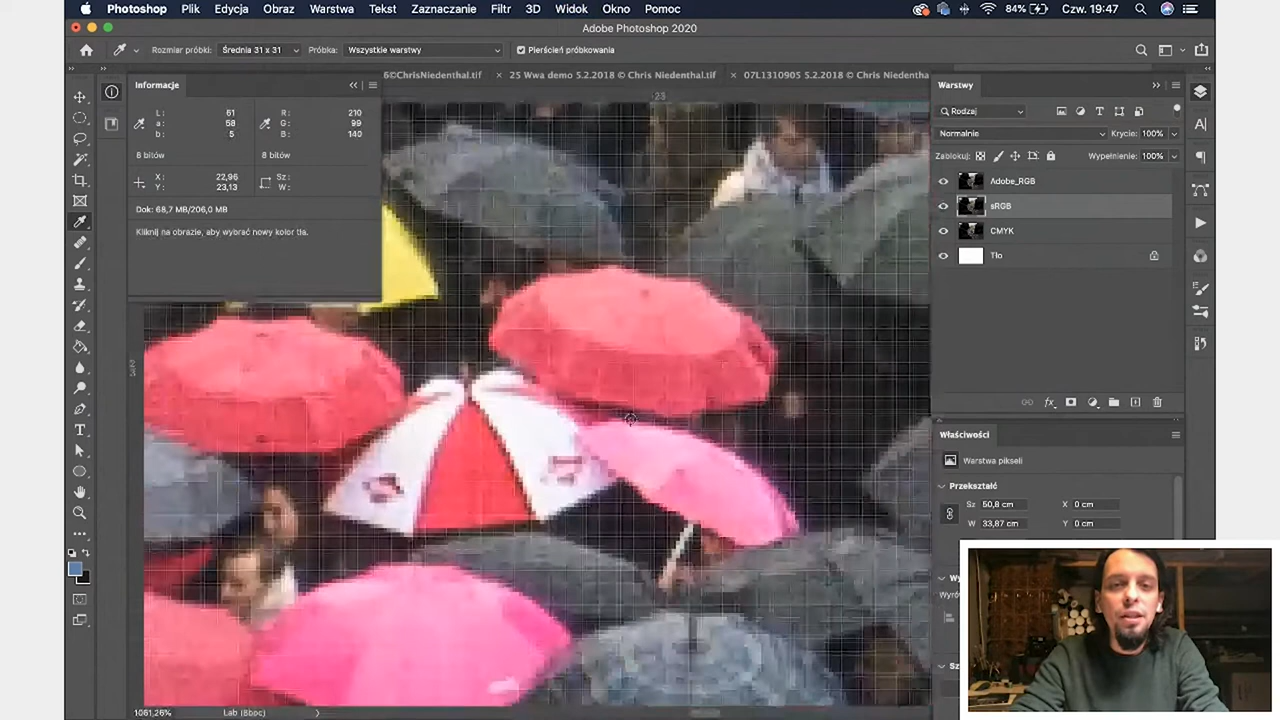 Photoshop Plik Edycja Obraz Warstwa Tekst Zaznaczanie Filtr 3D Widok Okno Pomoc 84% Czw. 19:47
Adobe Photoshop 2020
Rozmiar próbki: Średnia 31 x 31 Próbka: Wszystkie warstwy Pierścień próbkowania
6©ChrisNiedenthal.tif × 25 Wwa demo 5.2.2018 © Chris Niedenthal.tif × 07L1310905 5.2.2018 © Chris Niedentha
Informacje
L: 61 R: 210
a: 58 G: 99
b: 5 B: 140
8 bitów 8 bitów
X: 22,96 Sz:
Y: 23,13 W:
Dok: 68,7 MB/206,0 MB
Kliknij na obrazie, aby wybrać nowy kolor tła.
Warstwy
Rodzaj
Normalnie Krycie: 100%
Zablokuj: Wypełnienie: 100%
Adobe_RGB
sRGB
CMYK
Tło
Właściwości
Warstwa pikseli
Przekształć
Sz 50,8 cm X 0 cm
W 33,87 cm Y 0 cm
1061,26% Lab (8bpc)